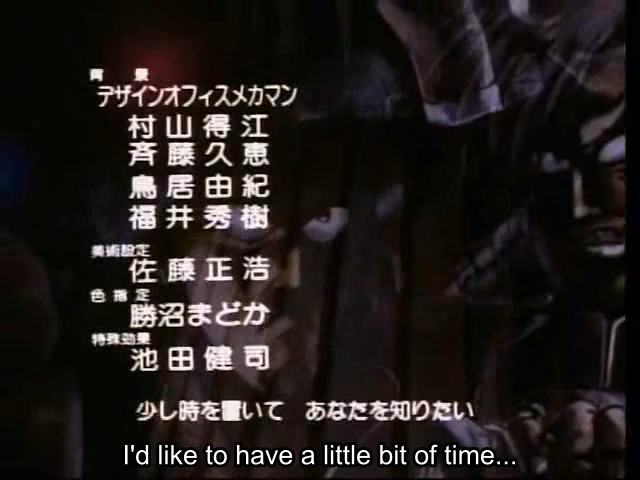 背景
デザインオフィスメカマン
村山得江
斉藤久恵
鳥居由紀
福井秀樹
美術設定
佐藤正浩
色指定
勝沼まどか
特殊効果
池田健司
少し時を置いて あなたを知りたい
I'd like to have a little bit of time...